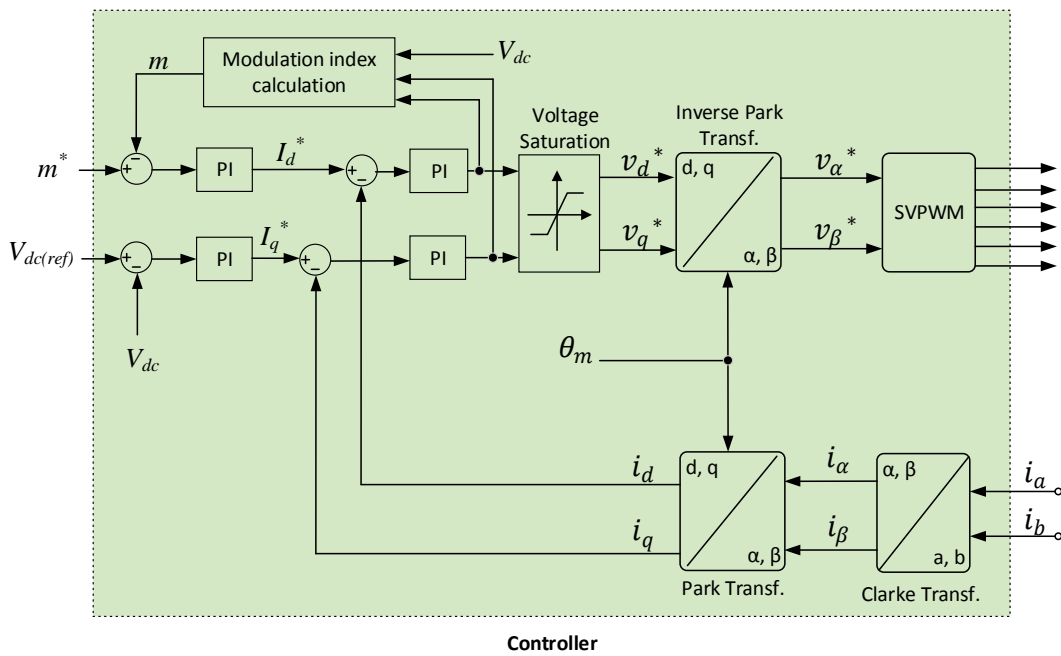 V_dc
Modulation index
calculation
m
Voltage
Saturation
Inverse Park
Transf.
m*
PI
I_d*
PI
v_d*
d, q
v_α*
SVPWM
V_dc(ref)
PI
I_q*
PI
v_q*
α, β
v_β*
V_dc
θ_m
i_d
d, q
i_α
α, β
i_a
i_q
α, β
i_β
a, b
i_b
Park Transf.
Clarke Transf.
Controller